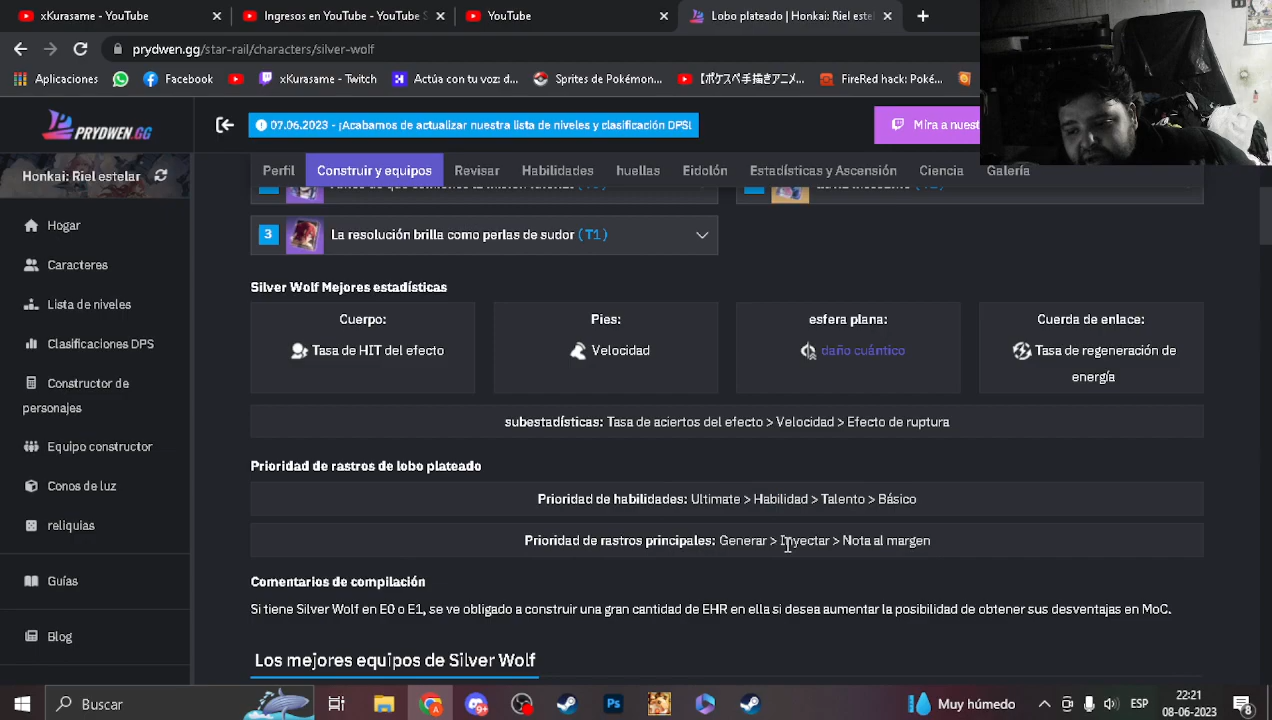 xKurasame - YouTube
Ingresos en YouTube - YouTube S
YouTube
Lobo plateado | Honkai: Riel estel
prydwen.gg/star-rail/characters/silver-wolf
Aplicaciones
Facebook
xKurasame - Twitch
Actúa con tu voz: d...
Sprites de Pokémon...
【ポケスペ手描きアニメ...
FireRed hack: Poké...
PRYDWEN.GG
07.06.2023 - ¡Acabamos de actualizar nuestra lista de niveles y clasificación DPS!
Mira a nuest
Honkai: Riel estelar
Perfil
Construir y equipos
Revisar
Habilidades
huellas
Eidolón
Estadísticas y Ascensión
Ciencia
Galería
Hogar
Caracteres
Lista de niveles
Clasificaciones DPS
Constructor de
personajes
Equipo constructor
Conos de luz
reliquias
Guías
Blog
3
La resolución brilla como perlas de sudor (T1)
Silver Wolf Mejores estadísticas
Cuerpo:
Tasa de HIT del efecto
Pies:
Velocidad
esfera plana:
daño cuántico
Cuerda de enlace:
Tasa de regeneración de
energía
subestadísticas: Tasa de aciertos del efecto > Velocidad > Efecto de ruptura
Prioridad de rastros de lobo plateado
Prioridad de habilidades: Ultimate > Habilidad > Talento > Básico
Prioridad de rastros principales: Generar > Inyectar > Nota al margen
Comentarios de compilación
Si tiene Silver Wolf en E0 o E1, se ve obligado a construir una gran cantidad de EHR en ella si desea aumentar la posibilidad de obtener sus desventajas en MoC.
Los mejores equipos de Silver Wolf
Buscar
9+
Ps
Muy húmedo
ESP
22:21
08-06-2023
8